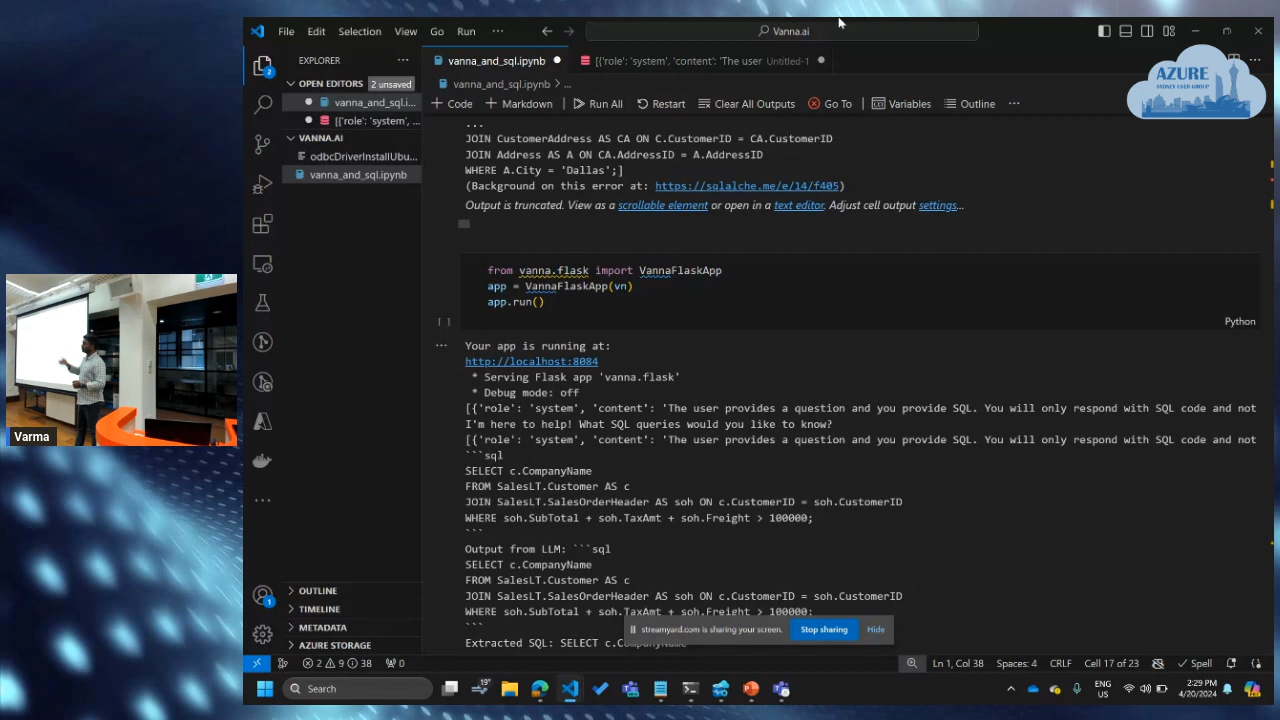 File Edit Selection View Go Run ··· Vanna.ai
AZURE
SYDNEY USER GROUP
EXPLORER
OPEN EDITORS 2 unsaved
vanna_and_sql.i...
[{'role': 'system', ...
VANNA.AI
odbcDriverInstallUbu...
vanna_and_sql.ipynb
OUTLINE
TIMELINE
METADATA
AZURE STORAGE
2
1
vanna_and_sql.ipynb [{'role': 'system', 'content': 'The user Untitled-1
vanna_and_sql.ipynb > ...
+ Code + Markdown Run All Restart Clear All Outputs Go To Variables Outline ···
...
JOIN CustomerAddress AS CA ON C.CustomerID = CA.CustomerID
JOIN Address AS A ON CA.AddressID = A.AddressID
WHERE A.City = 'Dallas';]
(Background on this error at: https://sqlalche.me/e/14/f405)
Output is truncated. View as a scrollable element or open in a text editor. Adjust cell output settings...
from vanna.flask import VannaFlaskApp
app = VannaFlaskApp(vn)
app.run()
[ ] Python
... Your app is running at:
http://localhost:8084
* Serving Flask app 'vanna.flask'
* Debug mode: off
[{'role': 'system', 'content': 'The user provides a question and you provide SQL. You will only respond with SQL code and not
I'm here to help! What SQL queries would you like to know?
[{'role': 'system', 'content': 'The user provides a question and you provide SQL. You will only respond with SQL code and not
```sql
SELECT c.CompanyName
FROM SalesLT.Customer AS c
JOIN SalesLT.SalesOrderHeader AS soh ON c.CustomerID = soh.CustomerID
WHERE soh.SubTotal + soh.TaxAmt + soh.Freight > 100000;
```
Output from LLM: ```sql
SELECT c.CompanyName
FROM SalesLT.Customer AS c
JOIN SalesLT.SalesOrderHeader AS soh ON c.CustomerID = soh.CustomerID
WHERE soh.SubTotal + soh.TaxAmt + soh.Freight > 100000;
```
Extracted SQL: SELECT c.CompanyName
streamyard.com is sharing your screen. Stop sharing Hide
Varma
2 9 38 0 Ln 1, Col 38 Spaces: 4 CRLF Cell 17 of 23 Spell
Search 19° ENG US 2:29 PM 4/20/2024